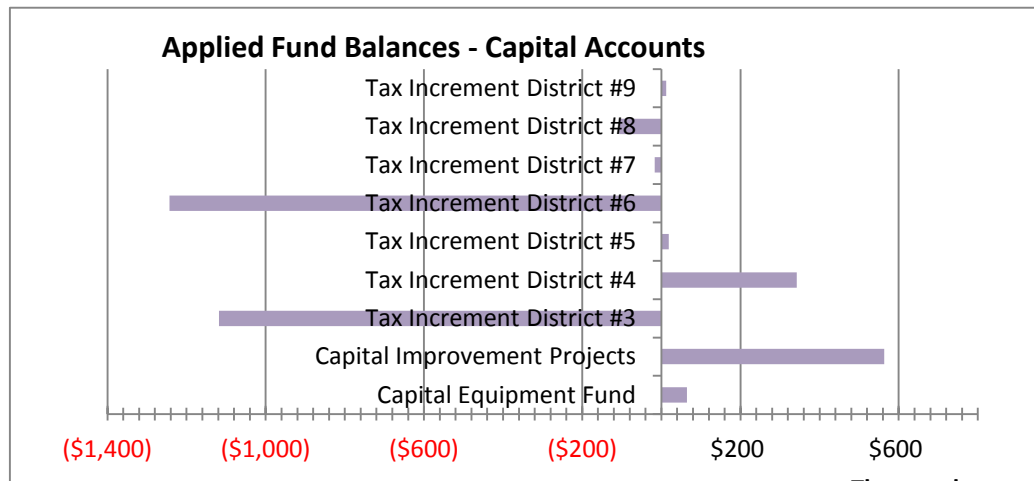 Applied Fund Balances - Capital Accounts
Tax Increment District #9
Tax Increment District #8
Tax Increment District #7
Tax Increment District #6
Tax Increment District #5
Tax Increment District #4
Tax Increment District #3
Capital Improvement Projects
Capital Equipment Fund
($1,400) ($1,000) ($600) ($200) $200 $600